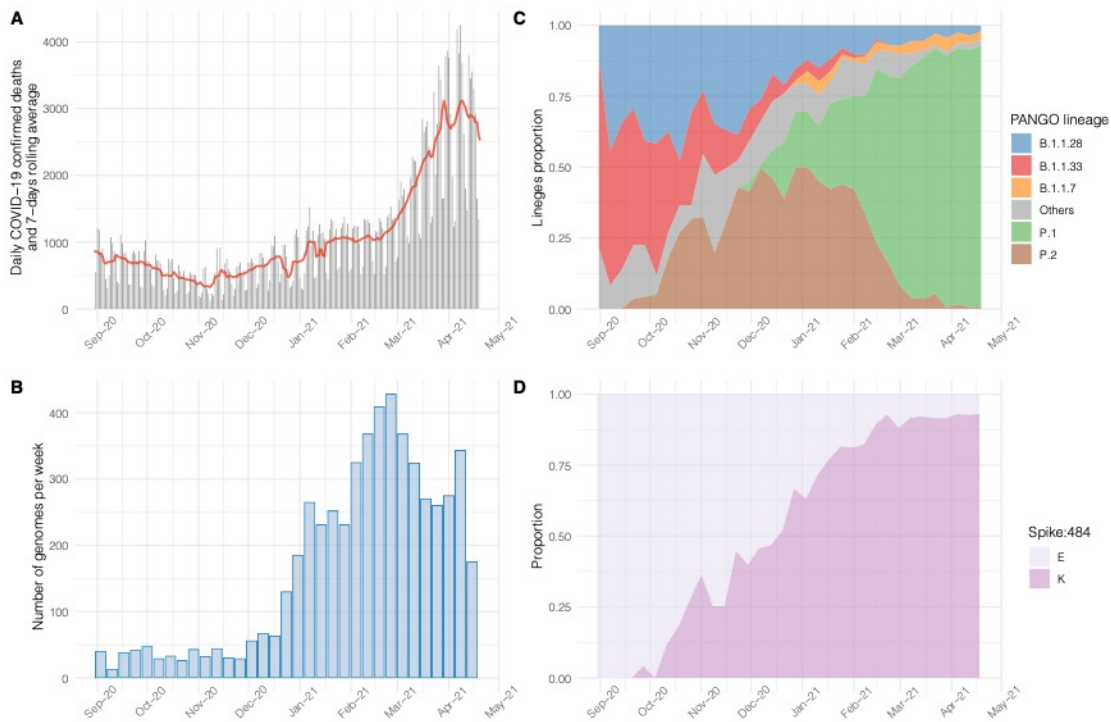 A
Daily COVID-19 confirmed deaths
and 7-days rolling average
4000
3000
2000
1000
0
Sep-20
Oct-20
Nov-20
Dec-20
Jan-21
Feb-21
Mar-21
Apr-21
May-21
C
Lineges proportion
1.00
0.75
0.50
0.25
0.00
Sep-20
Oct-20
Nov-20
Dec-20
Jan-21
Feb-21
Mar-21
Apr-21
May-21
PANGO lineage
B.1.1.28
B.1.1.33
B.1.1.7
Others
P.1
P.2
B
Number of genomes per week
400
300
200
100
0
Sep-20
Oct-20
Nov-20
Dec-20
Jan-21
Feb-21
Mar-21
Apr-21
May-21
D
Proportion
1.00
0.75
0.50
0.25
0.00
Sep-20
Oct-20
Nov-20
Dec-20
Jan-21
Feb-21
Mar-21
Apr-21
May-21
Spike:484
E
K